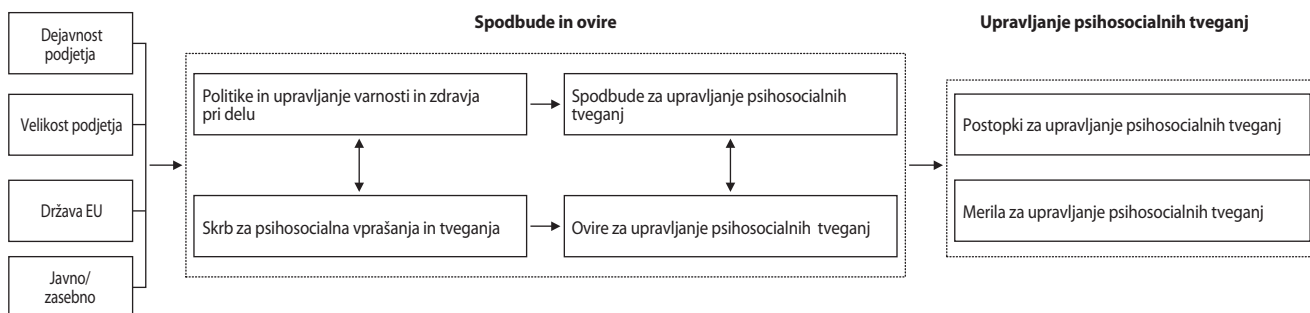 Spodbude in ovire
Upravljanje psihosocialnih tveganj
Dejavnost
podjetja
Velikost podjetja
Država EU
Javno/
zasebno
Politike in upravljanje varnosti in zdravja
pri delu
Spodbude za upravljanje psihosocialnih
tveganj
Skrb za psihosocialna vprašanja in tveganja
Ovire za upravljanje psihosocialnih tveganj
Postopki za upravljanje psihosocialnih tveganj
Merila za upravljanje psihosocialnih tveganj